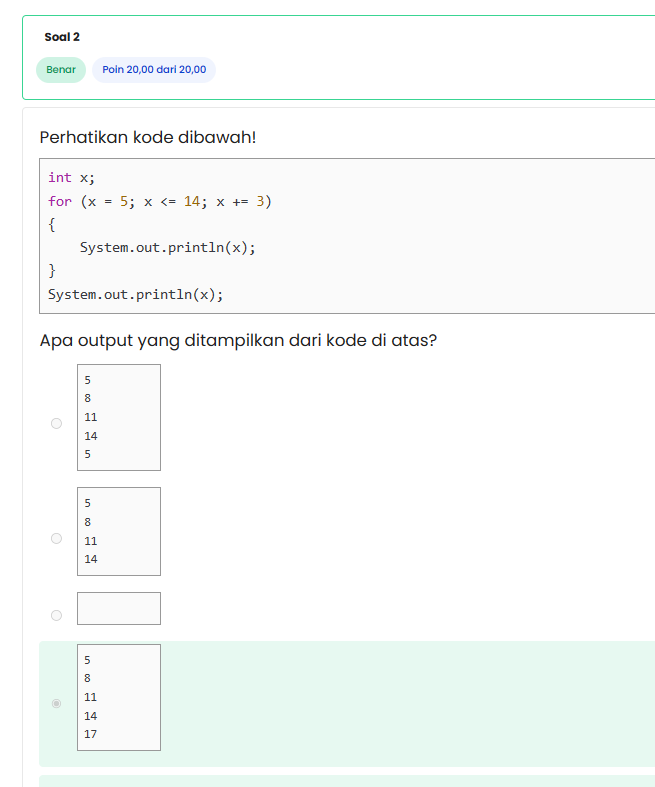 Soal 2
Benar
Poin 20,00 dari 20,00
Perhatikan kode dibawah!
int x;
for (x = 5; x <= 14; x += 3)
{
    System.out.println(x);
}
System.out.println(x);
Apa output yang ditampilkan dari kode di atas?
5
8
11
14
5
5
8
11
14
5
8
11
14
17